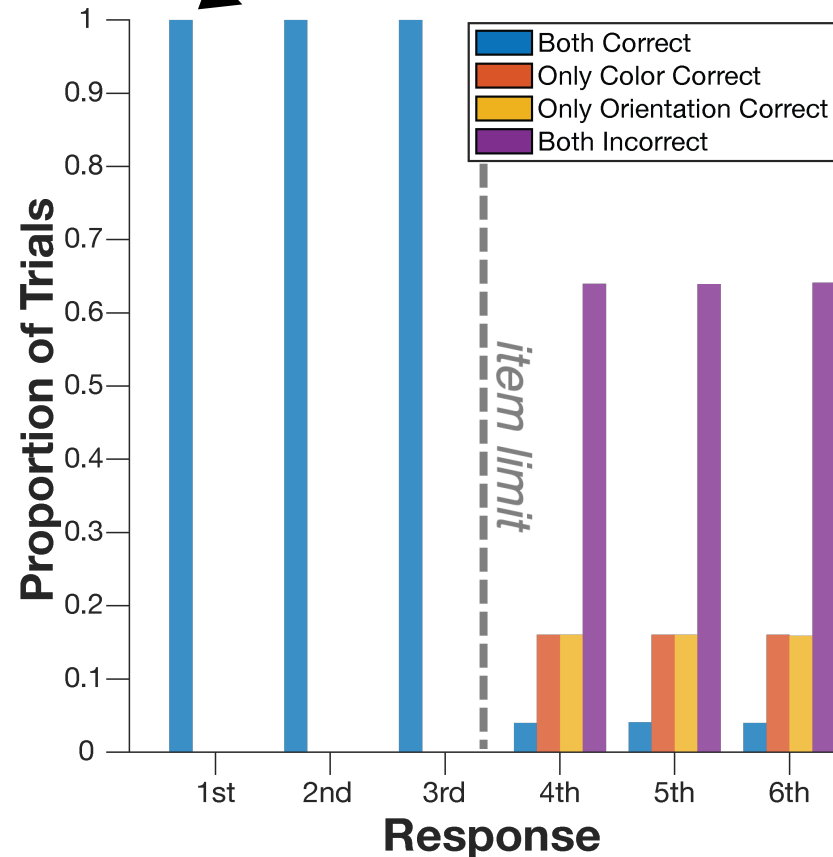 1
0.9
0.8
0.7
0.6
0.5
0.4
0.3
0.2
0.1
0
Proportion of Trials
Both Correct
Only Color Correct
Only Orientation Correct
Both Incorrect
item limit
1st 2nd 3rd 4th 5th 6th
Response